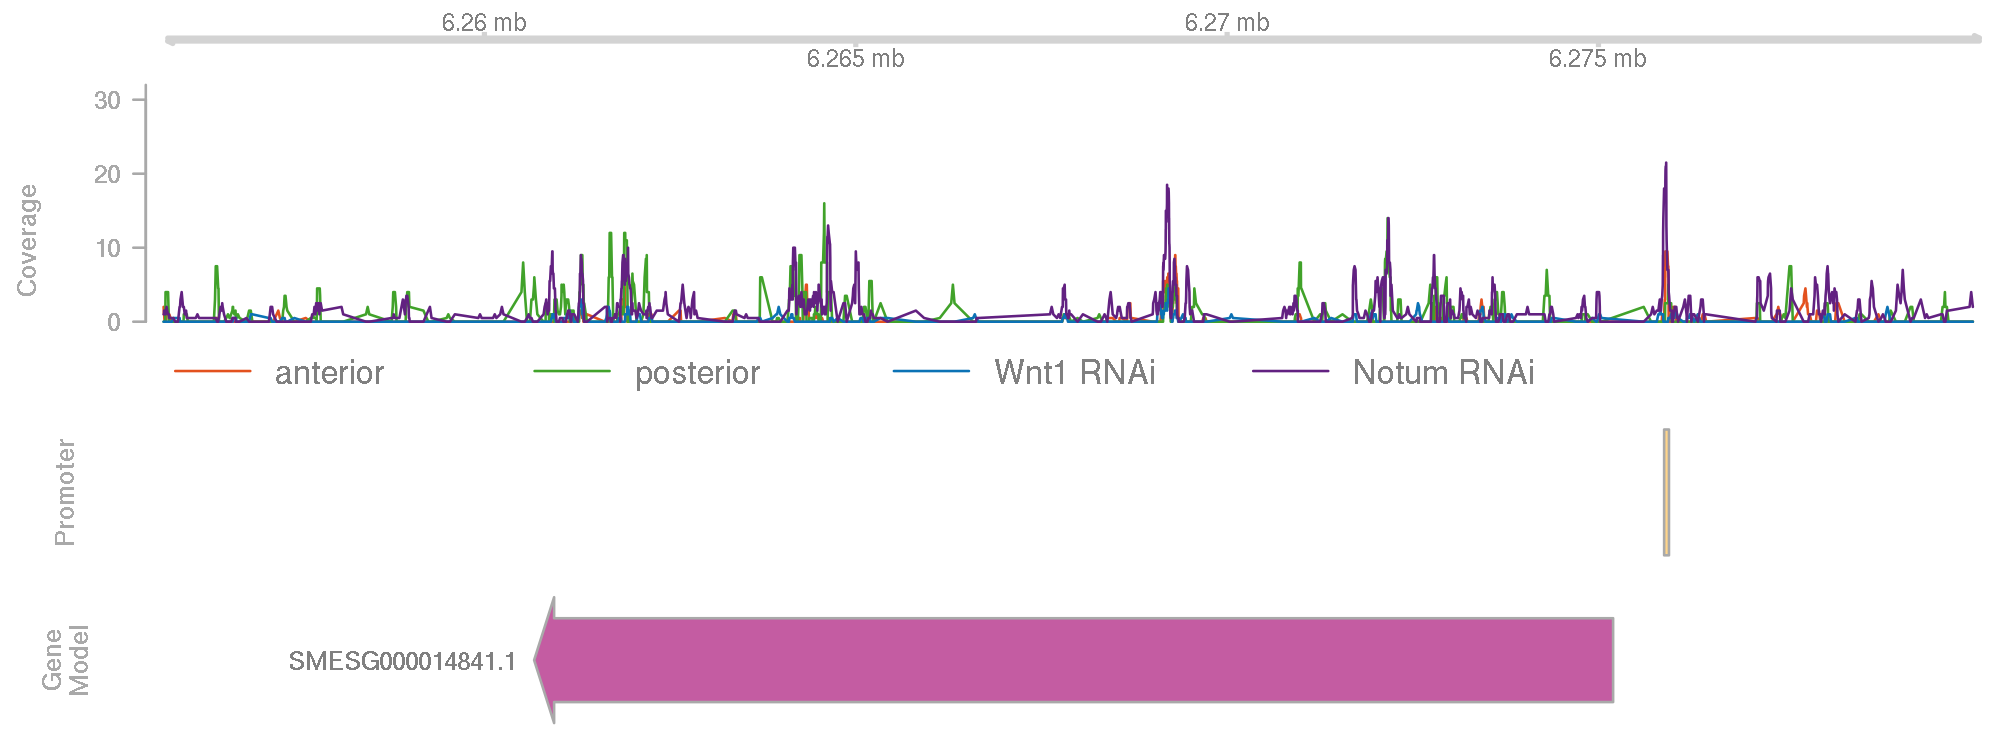 6.26 mb
6.27 mb
6.265 mb
6.275 mb
30
20
10
0
Coverage
anterior
posterior
Wnt1 RNAi
Notum RNAi
Promoter
0
Gene
Model
SMESG000014841.1